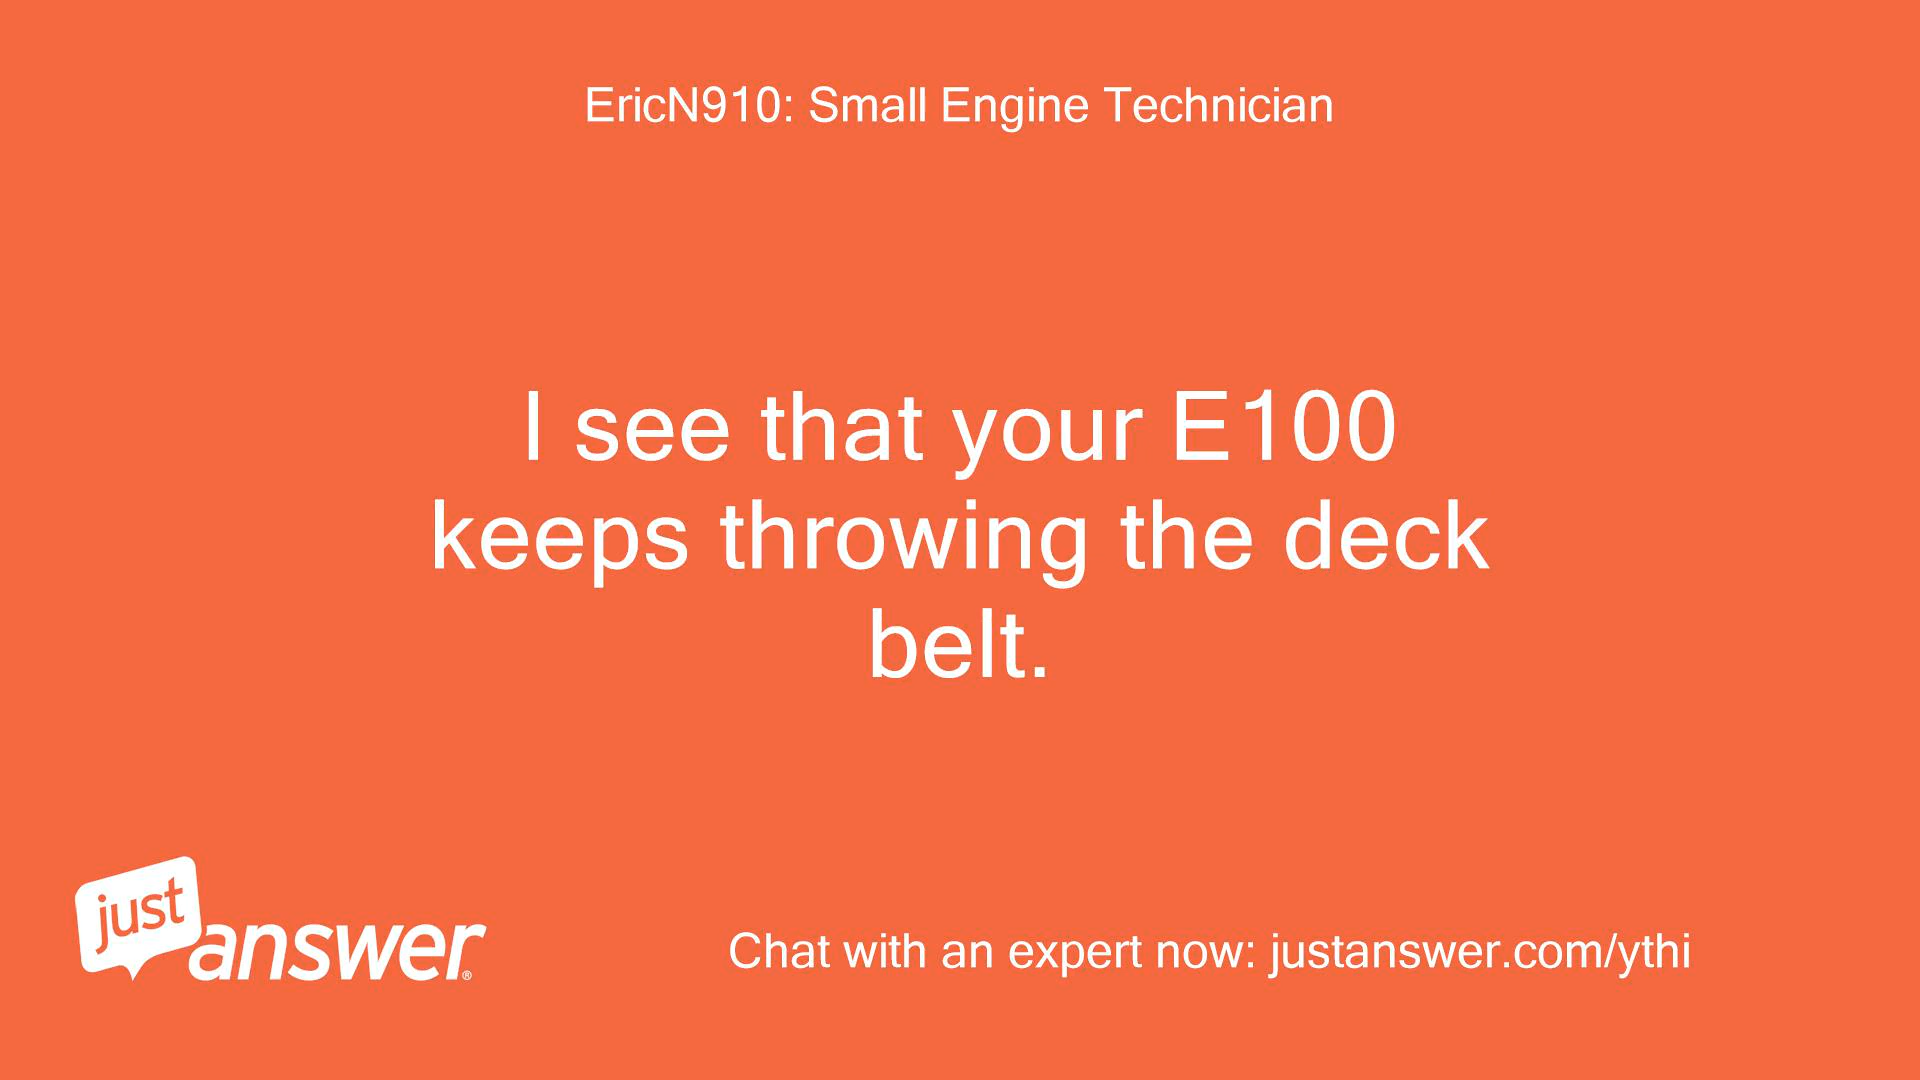 EricN910: Small Engine Technician
I see that your E100
keeps throwing the deck
belt.
just
answer®
Chat with an expert now: justanswer.com/ythi